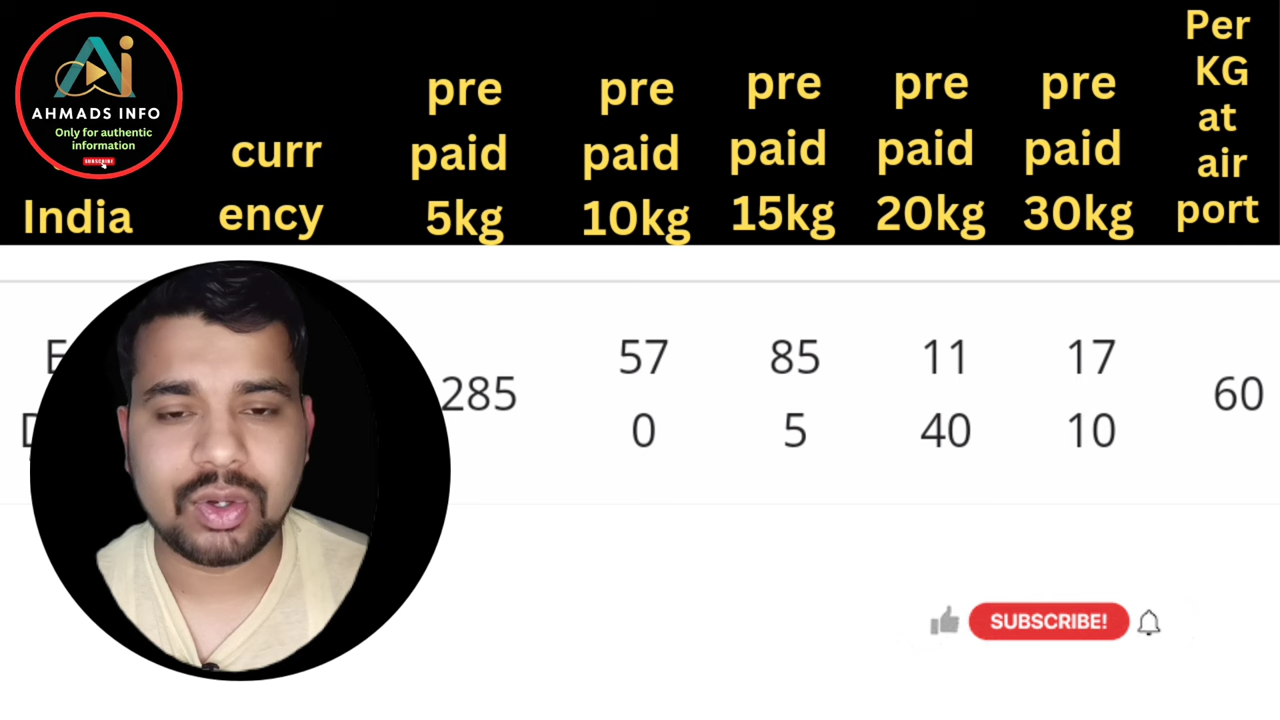 Ai
AHMADS INFO
Only for authentic
information
SUBSCRIBE
India
curr
ency
pre
paid
5kg
pre
paid
10kg
pre
paid
15kg
pre
paid
20kg
pre
paid
30kg
Per
KG
at
air
port
285
57
0
85
5
11
40
17
10
60
SUBSCRIBE!